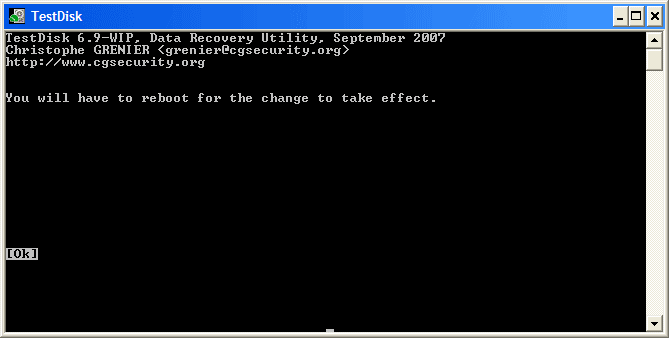 TestDisk
TestDisk 6.9-WIP, Data Recovery Utility, September 2007
Christophe GRENIER <grenier@cgsecurity.org>
http://www.cgsecurity.org
You will have to reboot for the change to take effect.
[Ok]